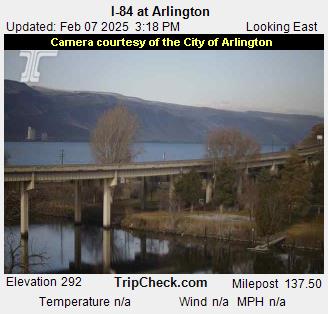 I-84 at Arlington
Updated: Feb 07 2025 3:18 PM Looking East
Camera courtesy of the City of Arlington
Elevation 292 TripCheck.com Milepost 137.50
Temperature n/a Wind n/a MPH n/a